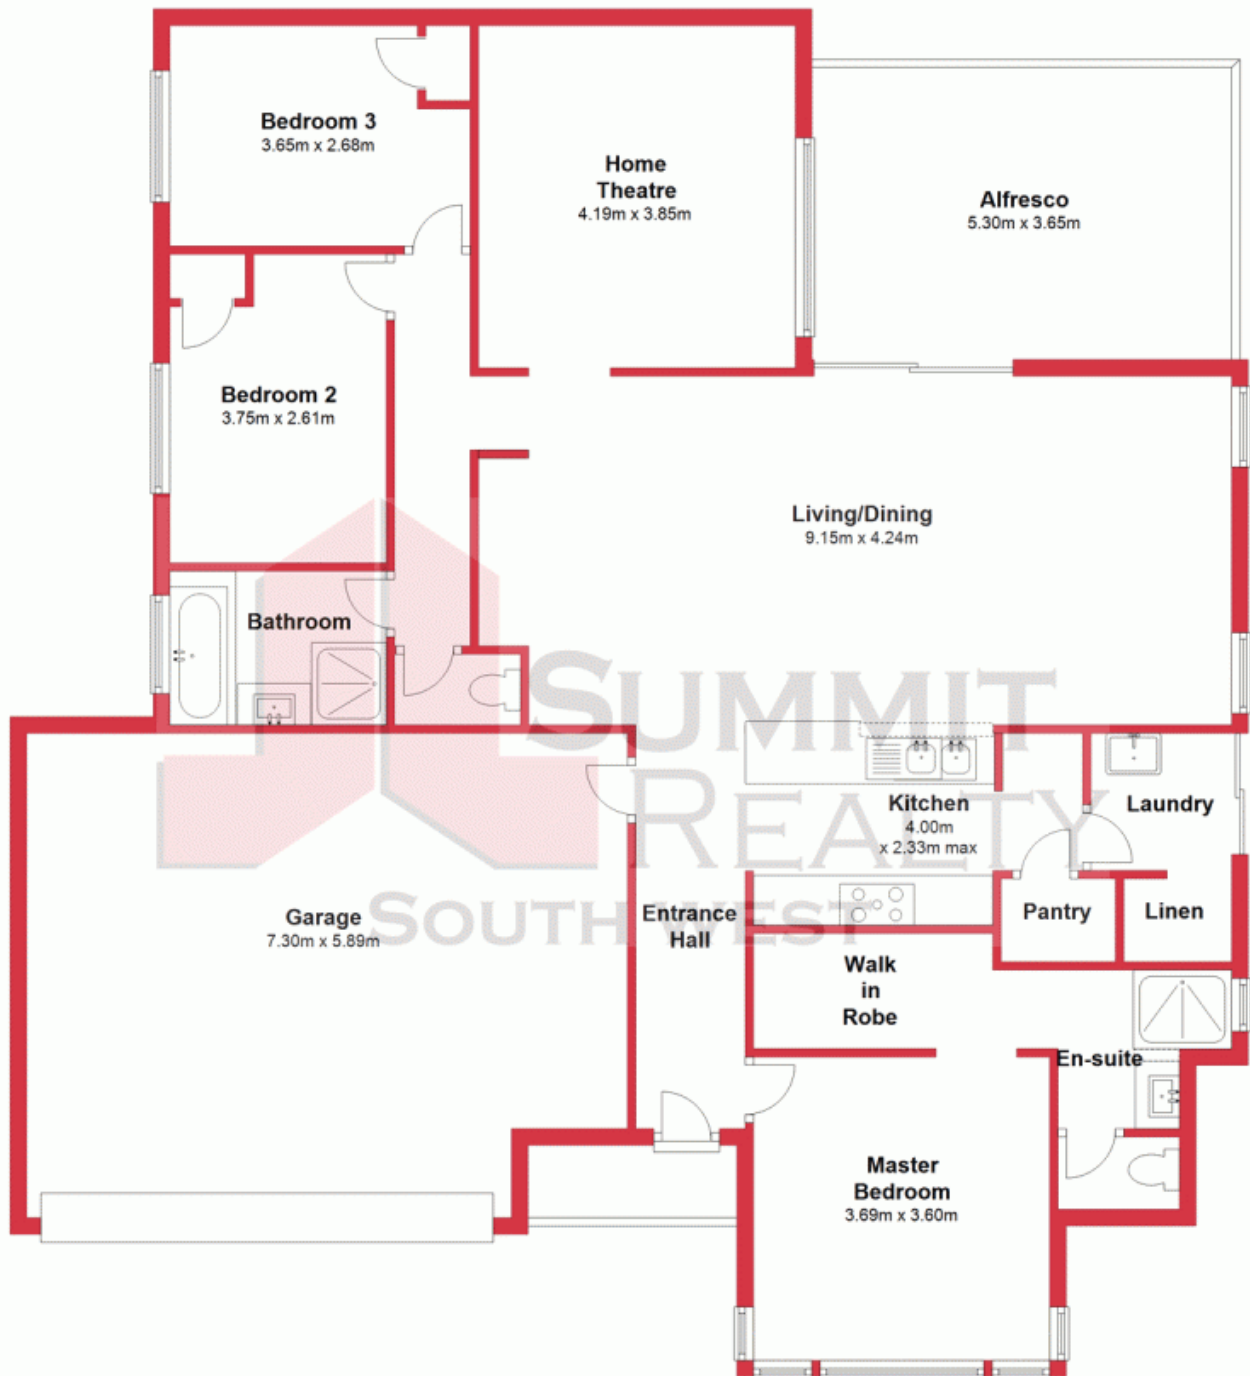 Bedroom 3
3.65m x 2.68m
Home
Theatre
4.19m x 3.85m
Alfresco
5.30m x 3.65m
Bedroom 2
3.75m x 2.61m
Living/Dining
9.15m x 4.24m
Bathroom
SUMMIT
REALTY
SOUTH WEST
Kitchen
4.00m
x 2.33m max
Laundry
Garage
7.30m x 5.89m
Entrance
Hall
Pantry
Linen
Walk
in
Robe
En-suite
Master
Bedroom
3.69m x 3.60m